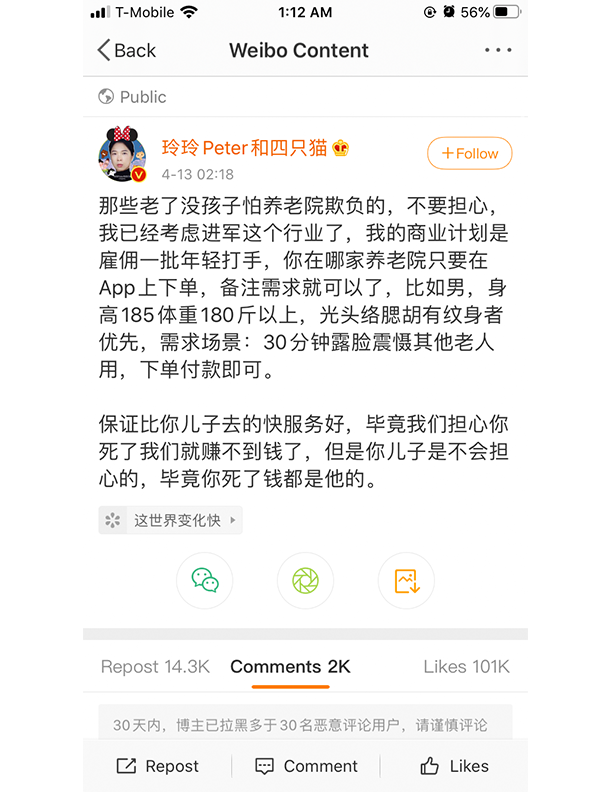 T-Mobile 1:12 AM 56%
Back Weibo Content
Public
玲玲Peter和四只猫
+Follow
4-13 02:18
那些老了没孩子怕养老院欺负的，不要担心，
我已经考虑进军这个行业了，我的商业计划是
雇佣一批年轻打手，你在哪家养老院只要在
App上下单，备注需求就可以了，比如男，身
高185体重180斤以上，光头络腮胡有纹身者
优先，需求场景：30分钟露脸震慑其他老人
用，下单付款即可。
保证比你儿子去的快服务好，毕竟我们担心你
死了我们就赚不到钱了，但是你儿子是不会担
心的，毕竟你死了钱都是他的。
这世界变化快
Repost 14.3K Comments 2K Likes 101K
30天内，博主已拉黑多于30名恶意评论用户，请谨慎评论
Repost Comment Likes